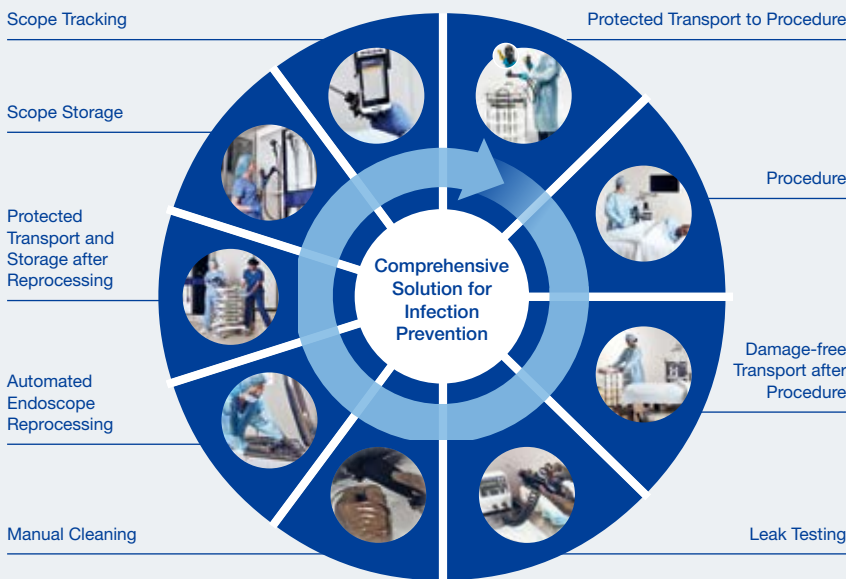 Scope Tracking
Protected Transport to Procedure
Scope Storage
Procedure
Protected
Transport and
Storage after
Reprocessing
Comprehensive
Solution for
Infection
Prevention
Damage-free
Transport after
Procedure
Automated
Endoscope
Reprocessing
Manual Cleaning
Leak Testing